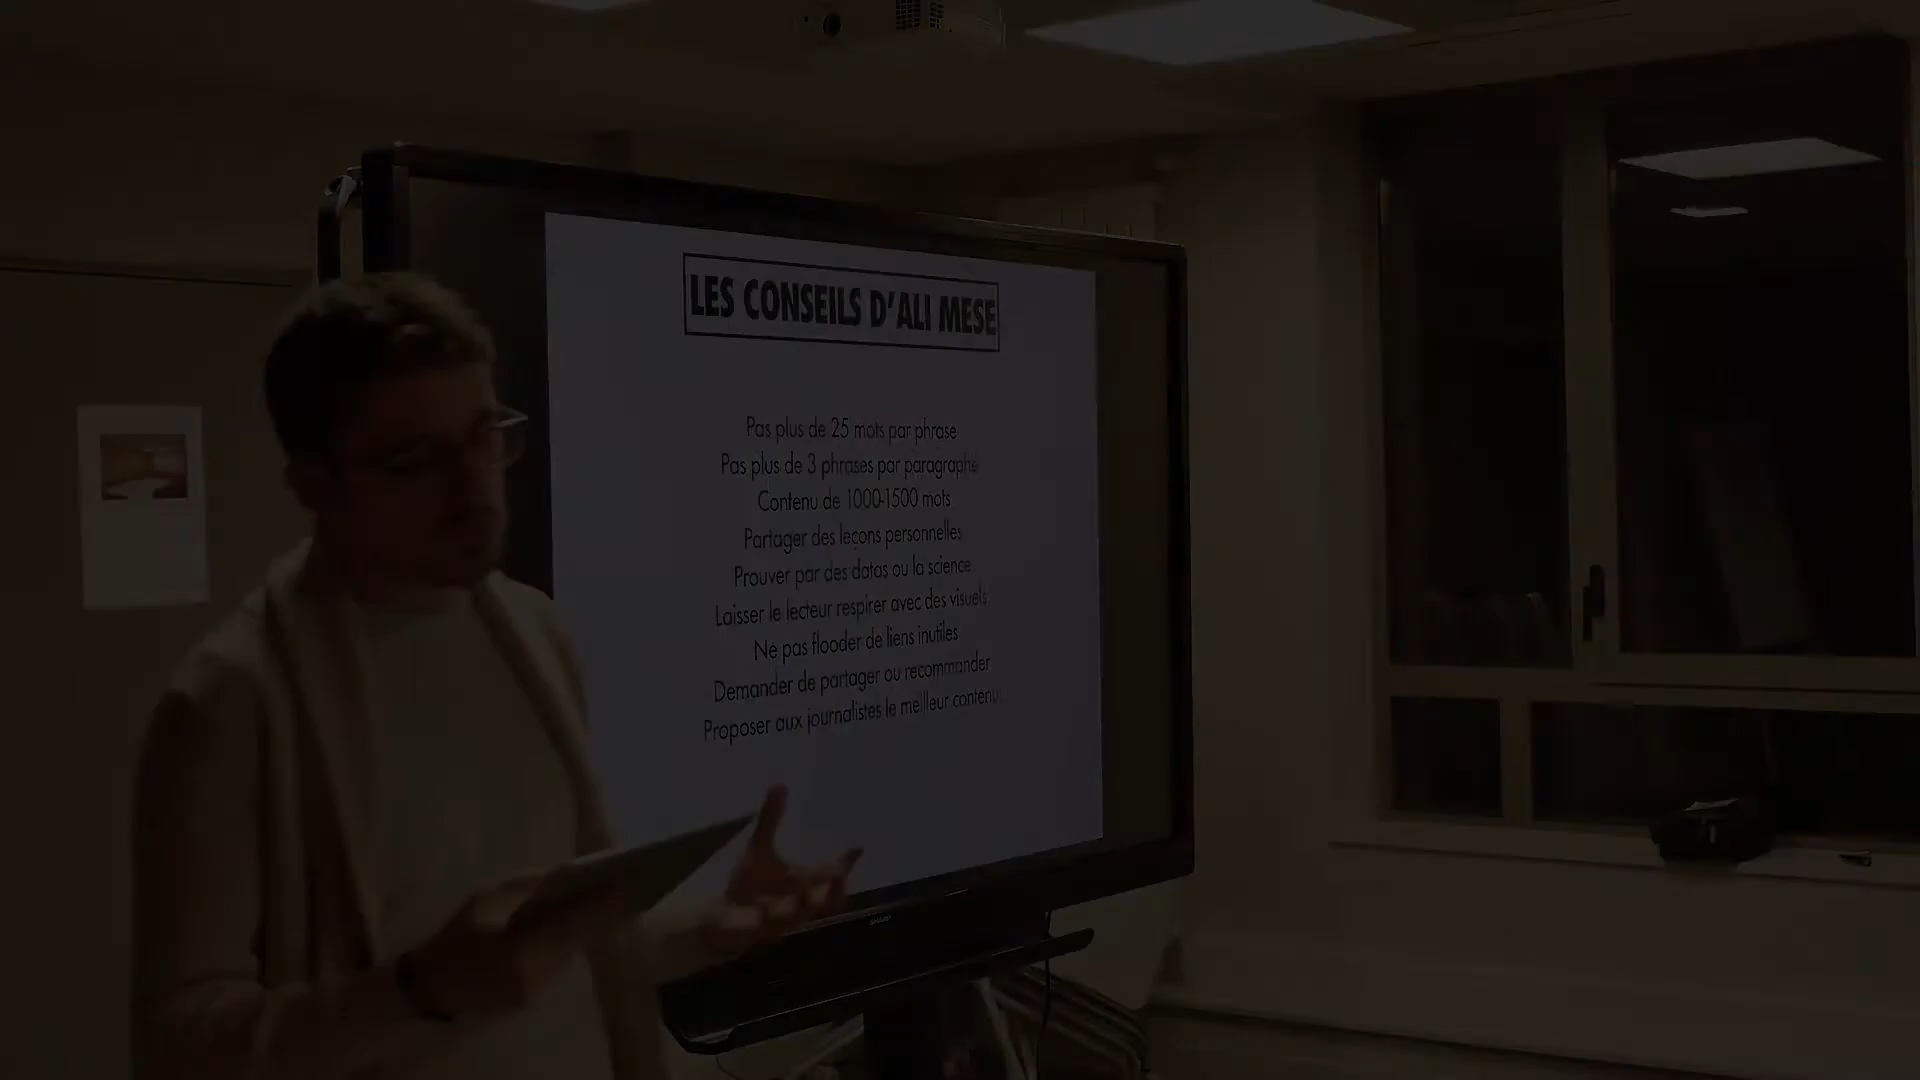 LES CONSEILS D'ALI MESE
Pas plus de 25 mots par phrase
Pas plus de 3 phrases par paragraphe
Contenu de 1000-1500 mots
Partager des leçons personnelles
Prouver par des datas ou la science
Laisser le lecteur respirer avec des visuels
Ne pas flooder de liens inutiles
Demander de partager ou recommander
Proposer aux journalistes le meilleur contenu
SHARP